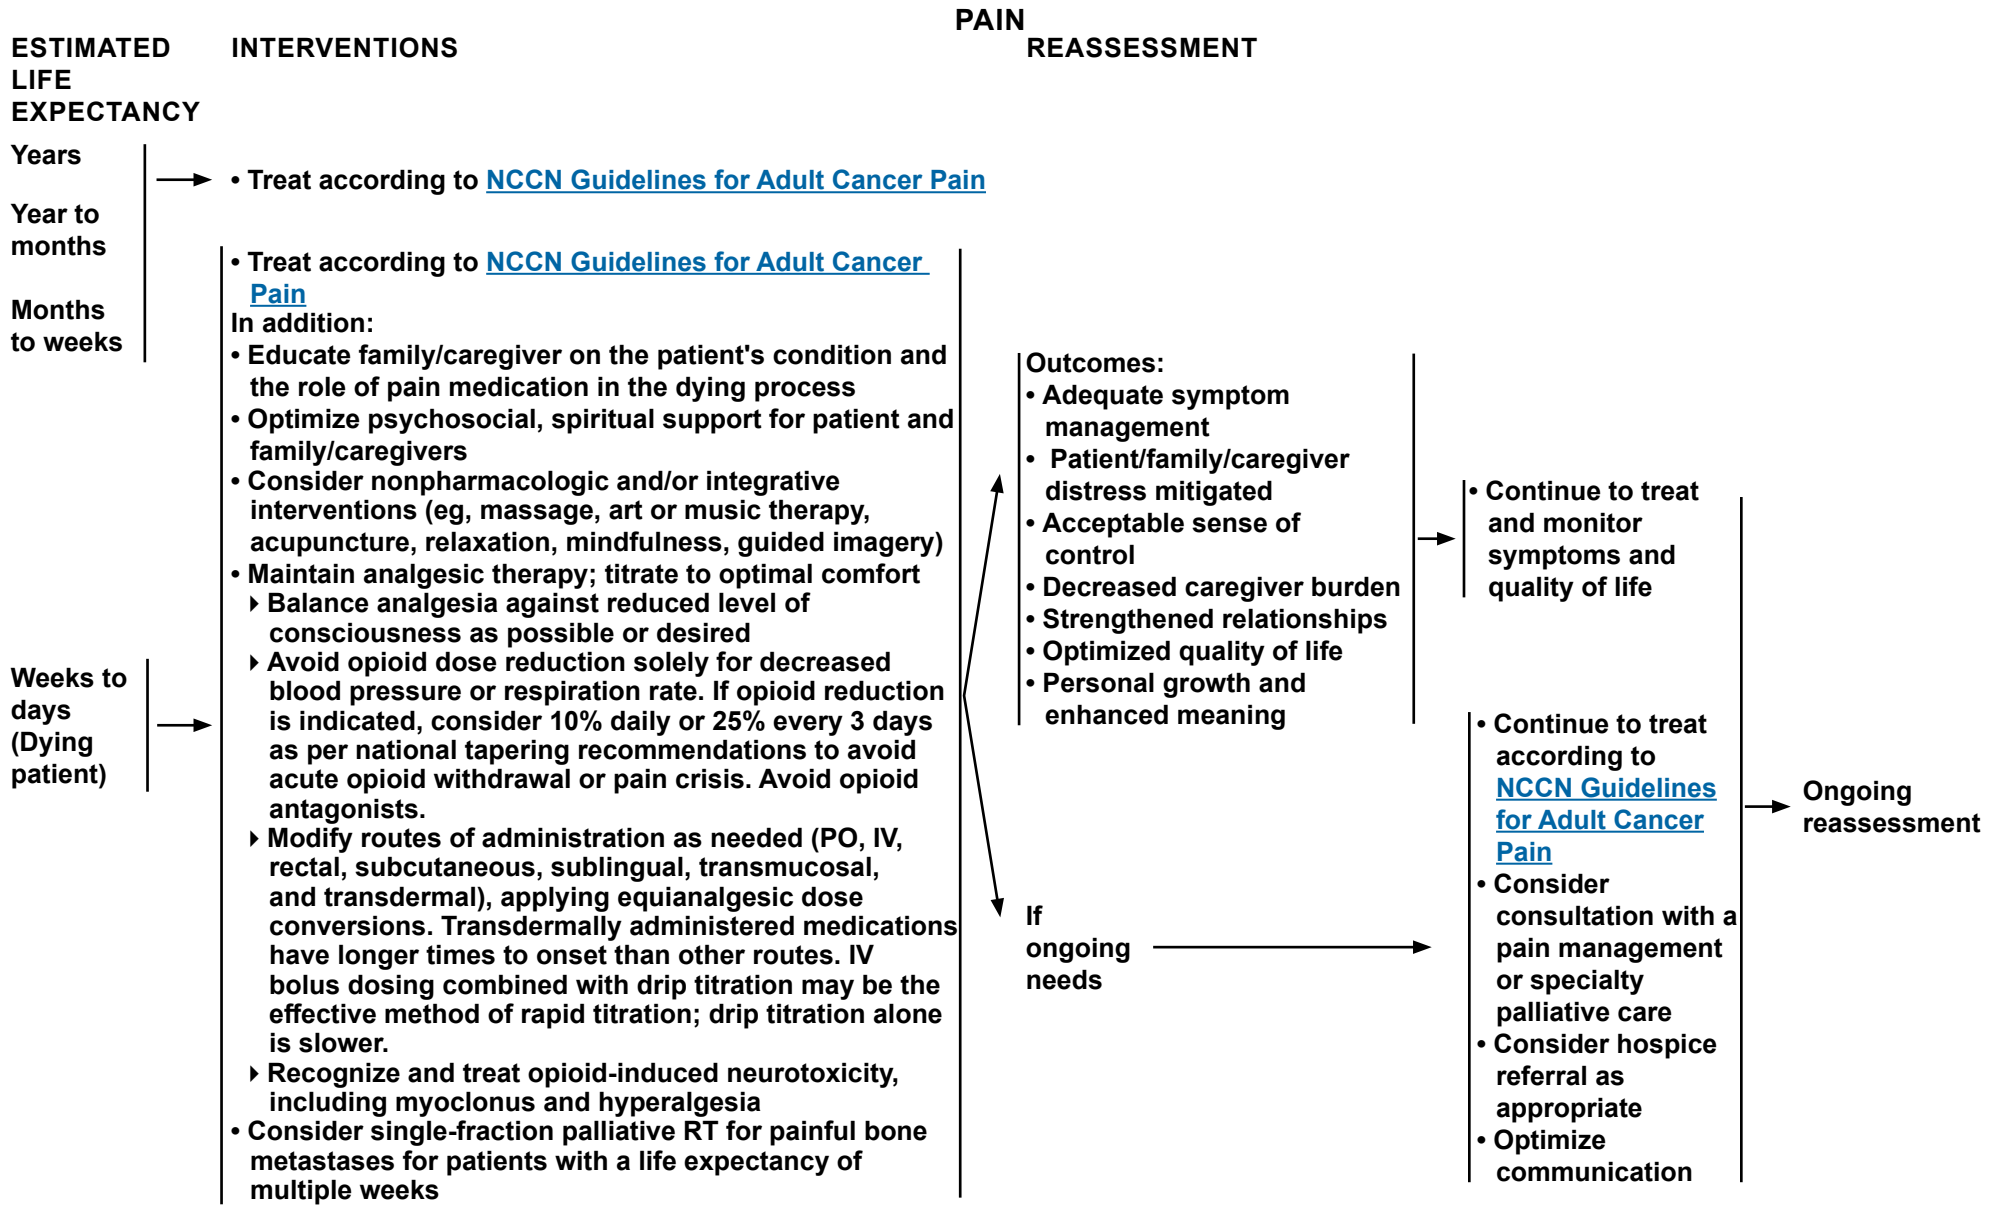 PAIN
ESTIMATED
LIFE
EXPECTANCY
INTERVENTIONS
REASSESSMENT
Years
Year to
months
Months
to weeks
• Treat according to NCCN Guidelines for Adult Cancer Pain
Weeks to
days
(Dying
patient)
• Treat according to NCCN Guidelines for Adult Cancer
Pain
In addition:
• Educate family/caregiver on the patient's condition and
the role of pain medication in the dying process
• Optimize psychosocial, spiritual support for patient and
family/caregivers
• Consider nonpharmacologic and/or integrative
interventions (eg, massage, art or music therapy,
acupuncture, relaxation, mindfulness, guided imagery)
• Maintain analgesic therapy; titrate to optimal comfort
Balance analgesia against reduced level of
consciousness as possible or desired
Avoid opioid dose reduction solely for decreased
blood pressure or respiration rate. If opioid reduction
is indicated, consider 10% daily or 25% every 3 days
as per national tapering recommendations to avoid
acute opioid withdrawal or pain crisis. Avoid opioid
antagonists.
Modify routes of administration as needed (PO, IV,
rectal, subcutaneous, sublingual, transmucosal,
and transdermal), applying equianalgesic dose
conversions. Transdermally administered medications
have longer times to onset than other routes. IV
bolus dosing combined with drip titration may be the
effective method of rapid titration; drip titration alone
is slower.
Recognize and treat opioid-induced neurotoxicity,
including myoclonus and hyperalgesia
• Consider single-fraction palliative RT for painful bone
metastases for patients with a life expectancy of
multiple weeks
Outcomes:
• Adequate symptom
management
• Patient/family/caregiver
distress mitigated
• Acceptable sense of
control
• Decreased caregiver burden
• Strengthened relationships
• Optimized quality of life
• Personal growth and
enhanced meaning
• Continue to treat
and monitor
symptoms and
quality of life
If
ongoing
needs
• Continue to treat
according to
NCCN Guidelines
for Adult Cancer
Pain
• Consider
consultation with a
pain management
or specialty
palliative care
• Consider hospice
referral as
appropriate
• Optimize
communication
Ongoing
reassessment